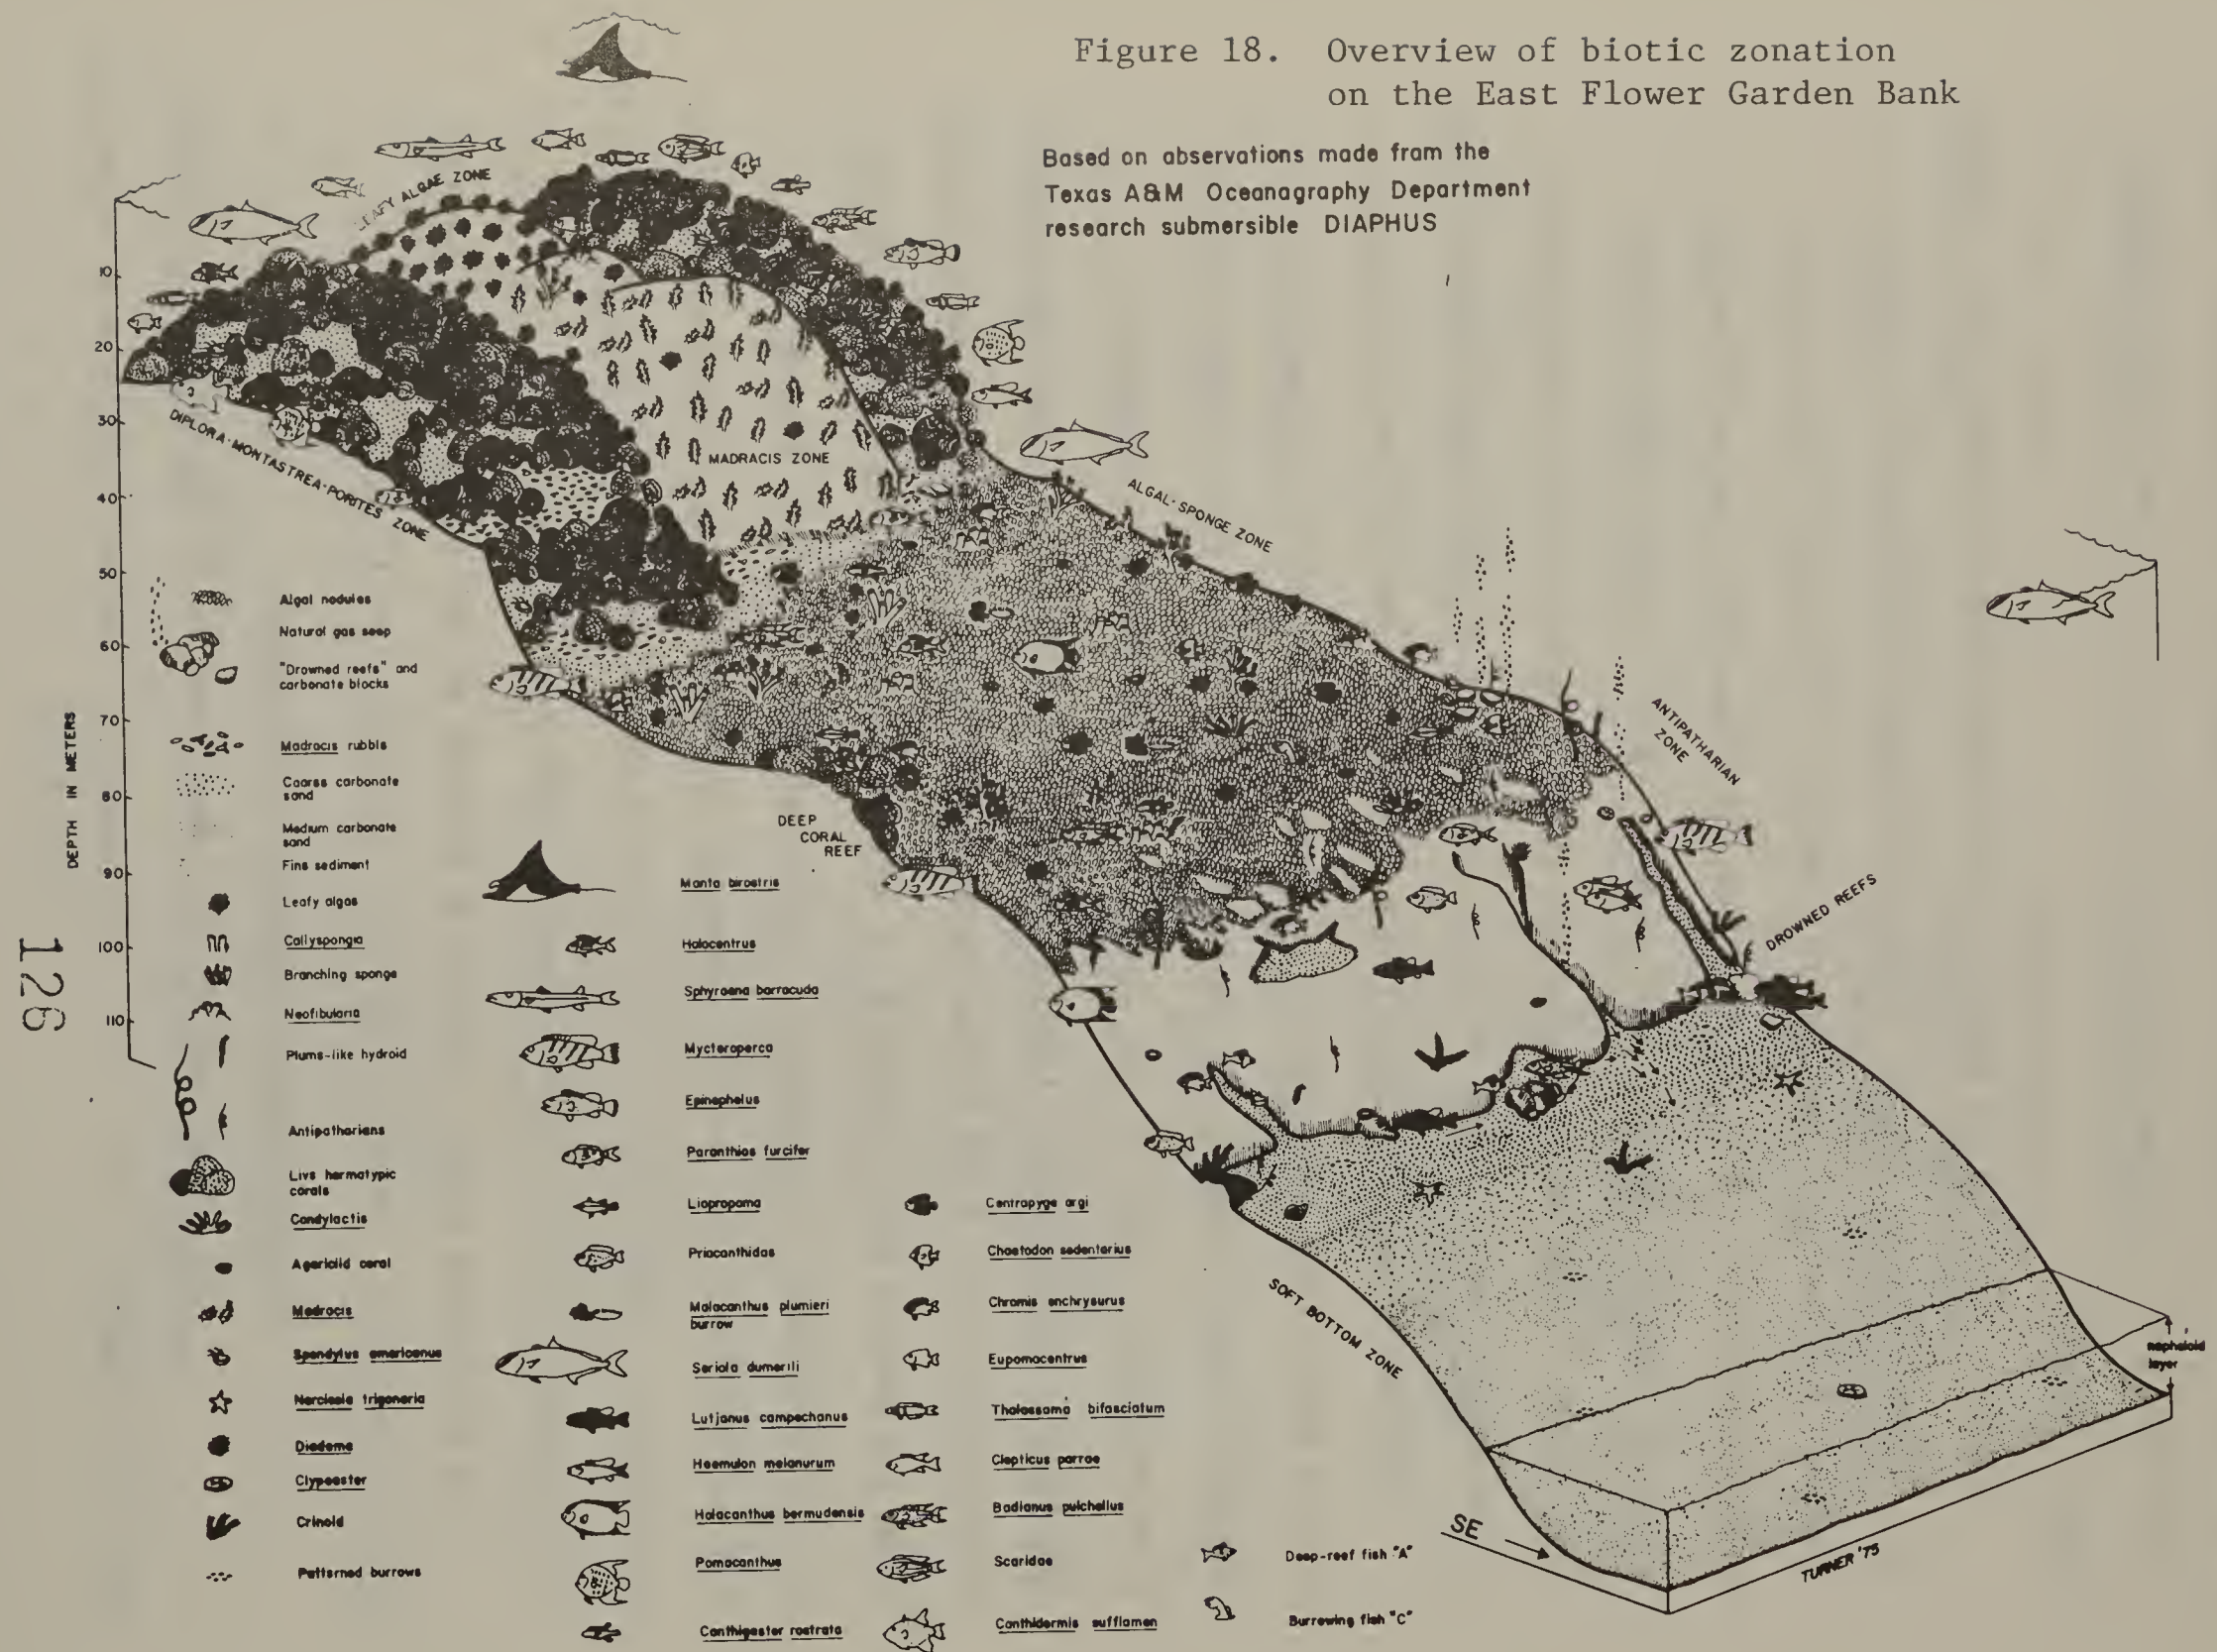 Figure 18. Overview of biotic zonation
on the East Flower Garden Bank
Based on abservations made fram the
Texas A&M Oceanagraphy Department
research submersible DIAPHUS
LEAFY ALGAE ZONE
10
20
30
40
50
60
70
80
90
100
110
DEPTH IN METERS
DIPLORA-MONTASTREA-PORITES ZONE
MADRACIS ZONE
ALGAL-SPONGE ZONE
ANTIPATHARIAN
ZONE
DEEP
CORAL
REEF
DROWNED REEFS
SOFT BOTTOM ZONE
nepheloid
layer
SE
TURNER '75
126
Algal nodules
Natural gas seep
"Drowned reefs" and
carbonate blocks
Madracis rubble
Caarse carbonate
sand
Medium carbonate
sand
Fine sediment
Leafy algae
Callyspongia
Branching sponge
Neofibularia
Plume-like hydroid
Antipatharians
Live hermatypic
corals
Condylactis
Agariciid coral
Madracis
Spondylus americanus
Narcissia trigonaria
Diadema
Clypeaster
Crinoid
Patterned burrows
Manta birostris
Holocentrus
Sphyraena barracuda
Mycteroperca
Epinephelus
Paranthias furcifer
Liopropoma
Priacanthidae
Malacanthus plumieri
burrow
Seriola dumerili
Lutjanus campechanus
Haemulon melanurum
Holacanthus bermudensis
Pomacanthus
Canthigaster rostrata
Centropyge argi
Chaetodon sedentarius
Chromis enchrysurus
Eupomacentrus
Thalassoma bifasciatum
Clepticus parrae
Bodianus pulchellus
Scaridae
Canthidermis sufflamen
Deep-reef fish "A"
Burrowing fish "C"